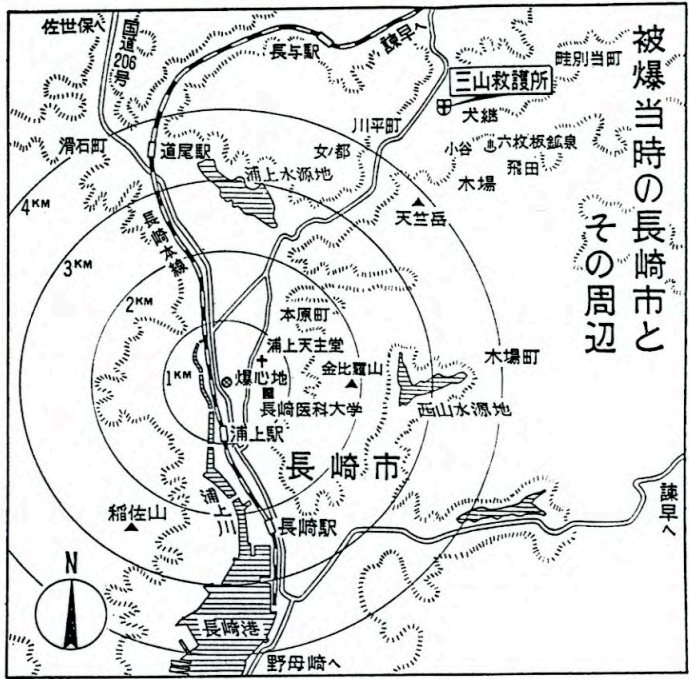 被爆当時の長崎市と
その周辺
佐世保へ
国道206号
長与駅
諫早へ
三山救護所
畦別当町
犬継
川平町
滑石町
道尾駅
女ノ都
小谷
六枚板鉱泉
飛田
浦上水源地
木場
天竺岳
4KM
長崎本線
3KM
2KM
本原町
浦上天主堂
木場町
1KM
爆心地
金比羅山
長崎医科大学
西山水源地
浦上駅
長崎市
浦上川
稲佐山
長崎駅
諫早へ
N
長崎港
野母崎へ